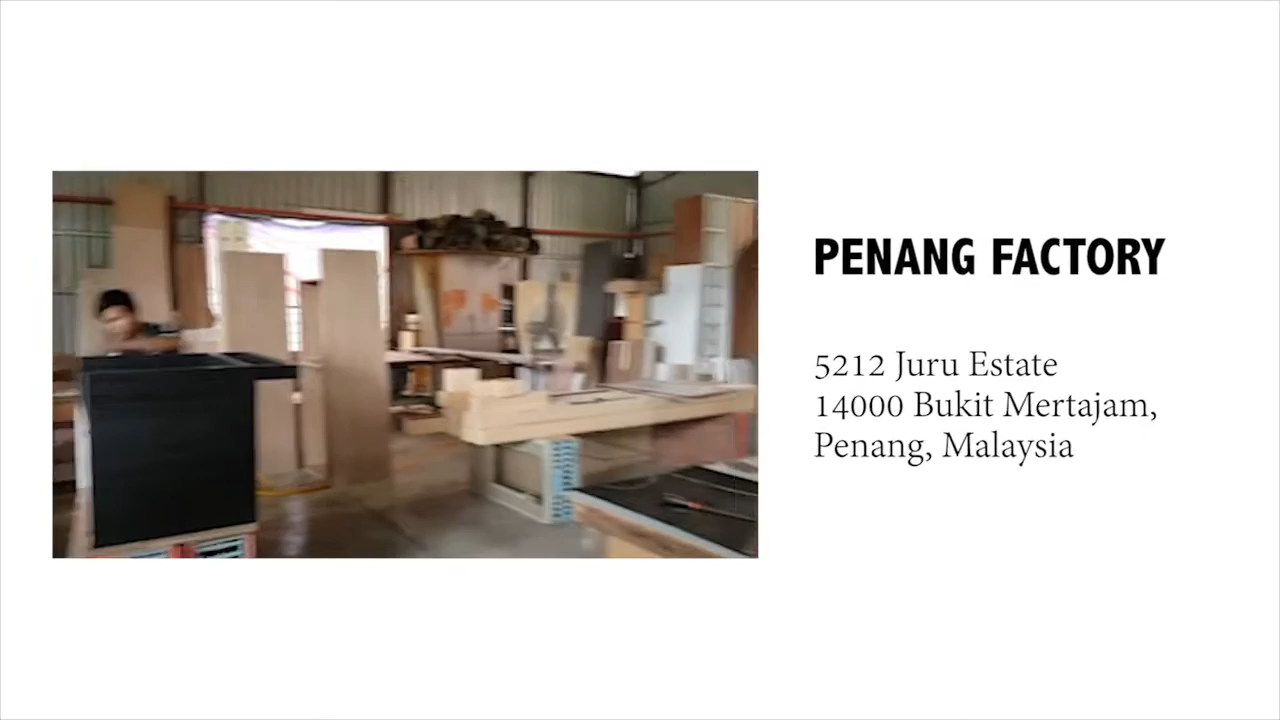 PENANG FACTORY
5212 Juru Estate
14000 Bukit Mertajam,
Penang, Malaysia